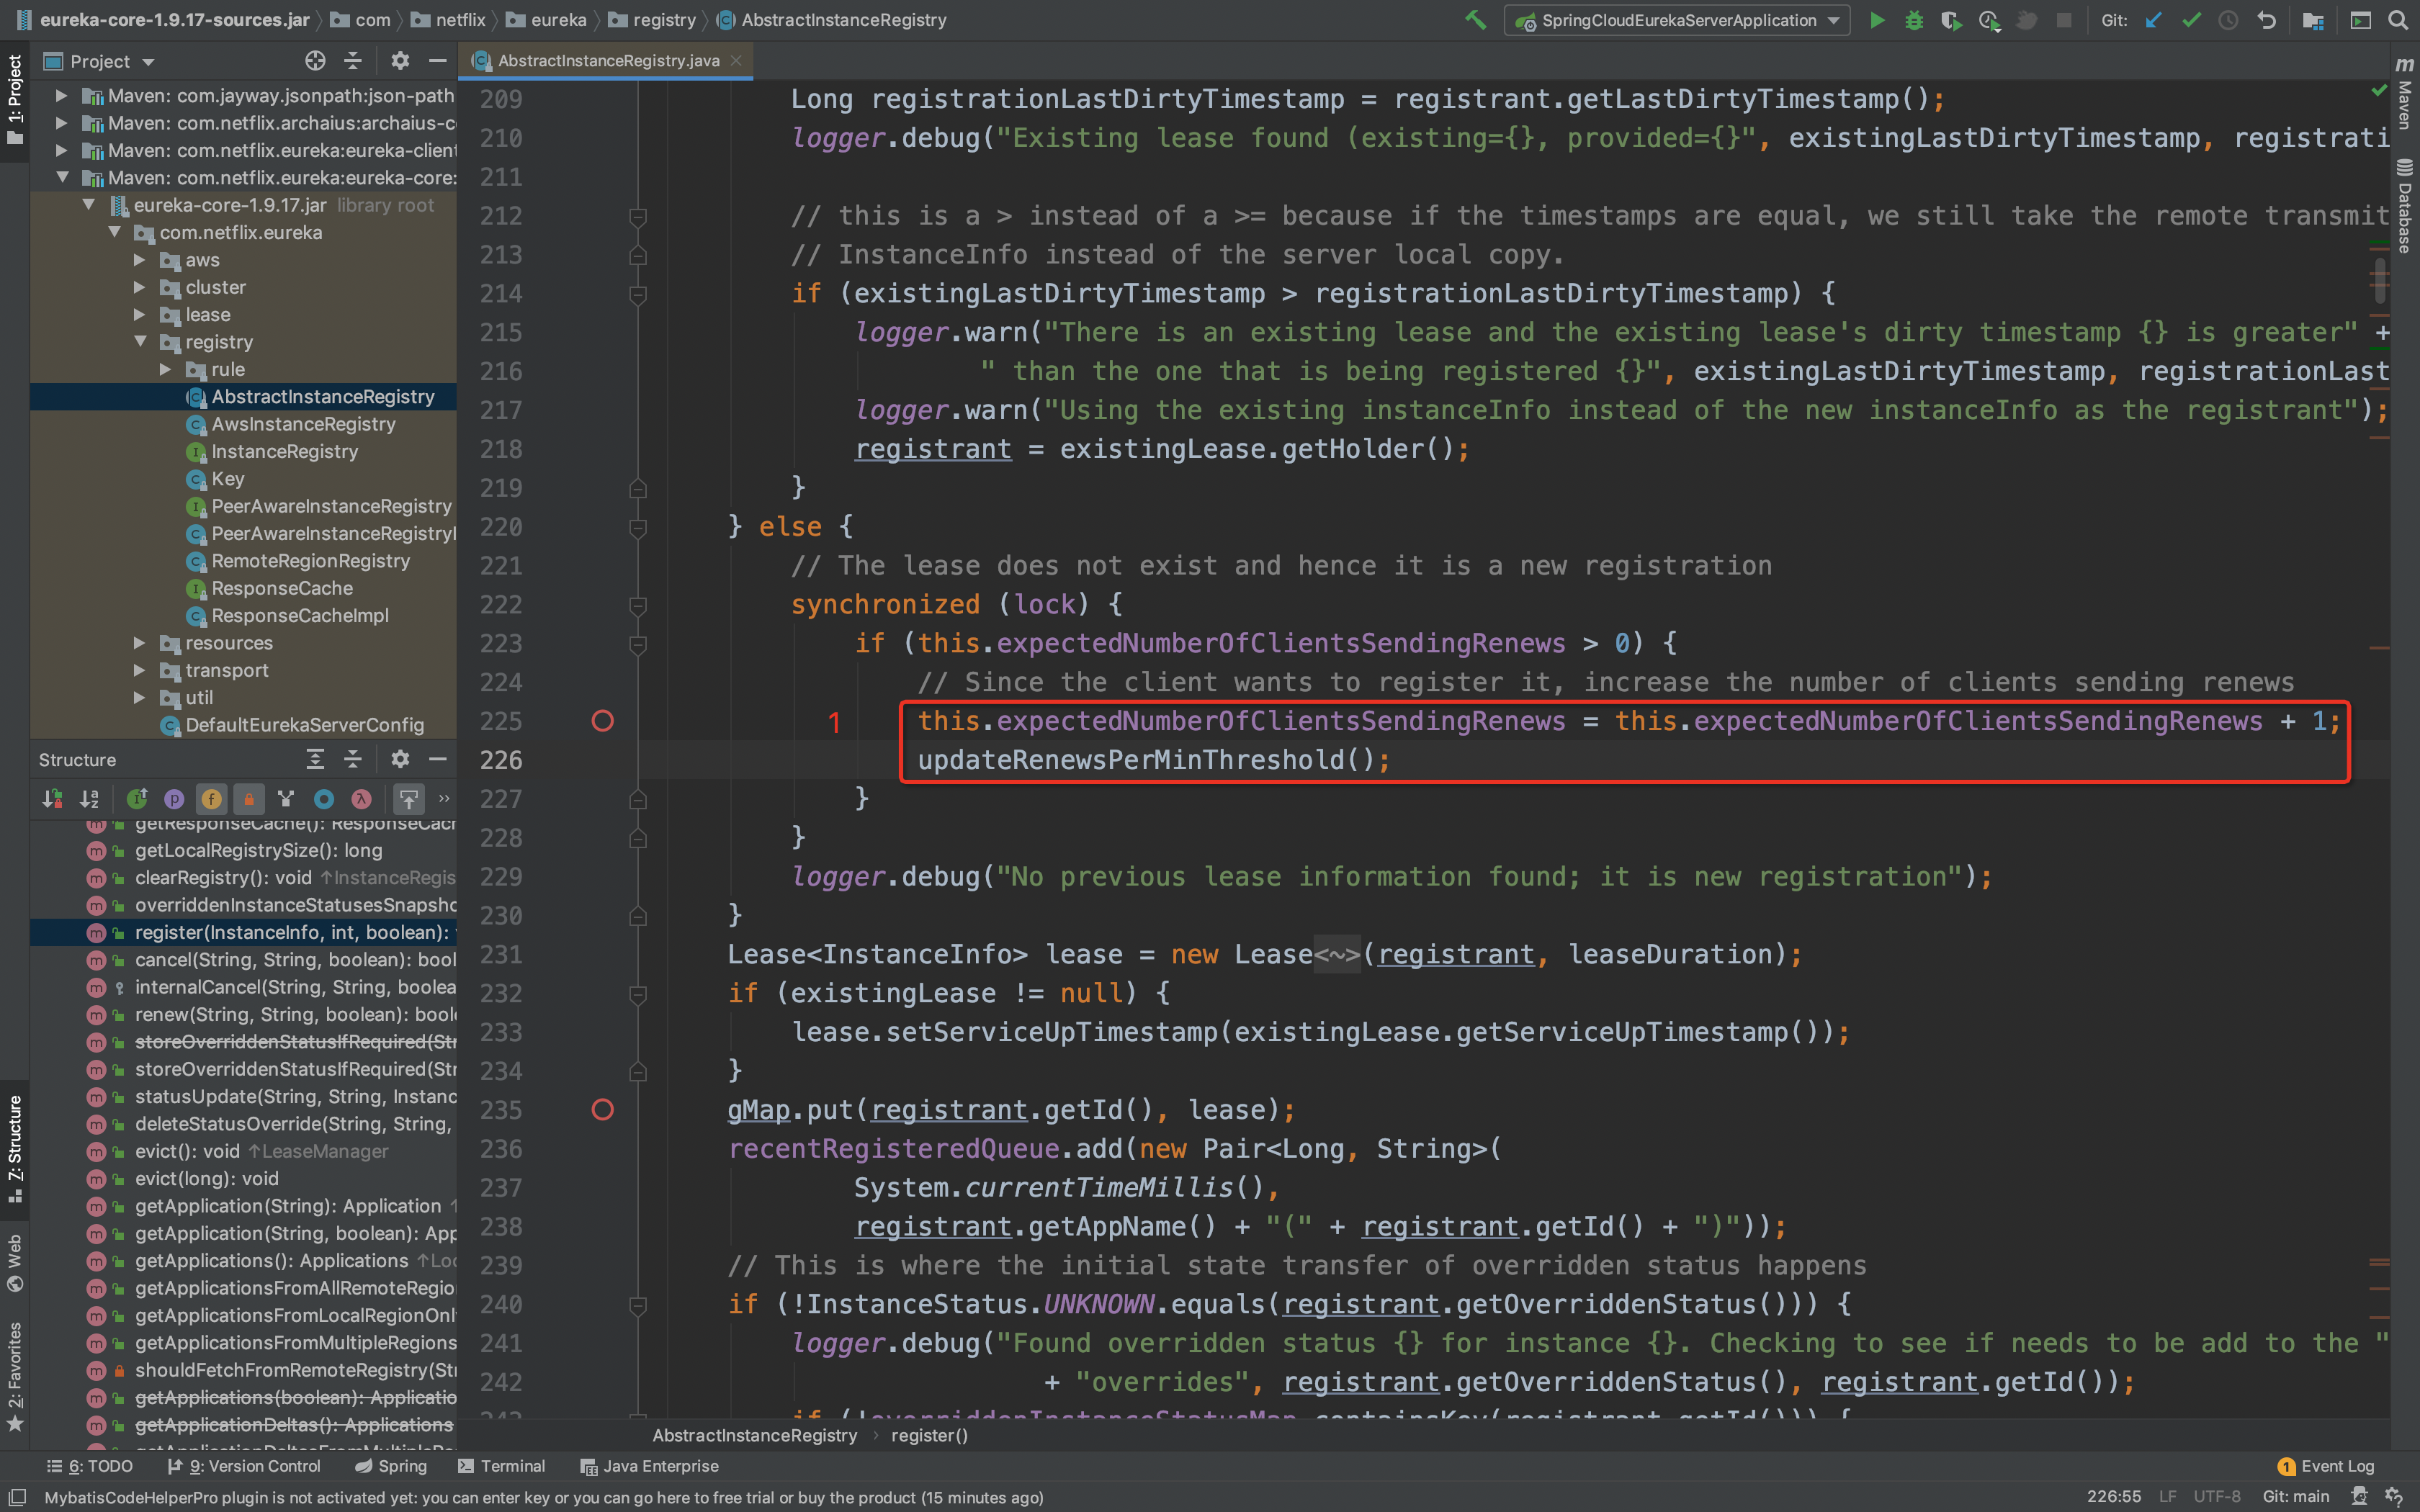 eureka-core-1.9.17-sources.jar com netflix eureka registry AbstractInstanceRegistry
SpringCloudEurekaServerApplication Git:
1: Project
Project
Maven: com.jayway.jsonpath:json-path
Maven: com.netflix.archaius:archaius-c
Maven: com.netflix.eureka:eureka-client
Maven: com.netflix.eureka:eureka-core:
eureka-core-1.9.17.jar library root
com.netflix.eureka
aws
cluster
lease
registry
rule
AbstractInstanceRegistry
AwsInstanceRegistry
InstanceRegistry
Key
PeerAwareInstanceRegistry
PeerAwareInstanceRegistryI
RemoteRegionRegistry
ResponseCache
ResponseCacheImpl
resources
transport
util
DefaultEurekaServerConfig
Structure
getResponseCache(): ResponseCac
getLocalRegistrySize(): long
clearRegistry(): void ↑InstanceRegis
overriddenInstanceStatusesSnapsho
register(InstanceInfo, int, boolean):
cancel(String, String, boolean): bool
internalCancel(String, String, boolea
renew(String, String, boolean): bool
storeOverriddenStatusIfRequired(Str
storeOverriddenStatusIfRequired(Str
statusUpdate(String, String, Instanc
deleteStatusOverride(String, String,
evict(): void ↑LeaseManager
evict(long): void
getApplication(String): Application
getApplication(String, boolean): App
getApplications(): Applications ↑Loo
getApplicationsFromAllRemoteRegio
getApplicationsFromLocalRegionOnl
getApplicationsFromMultipleRegions
shouldFetchFromRemoteRegistry(Str
getApplications(boolean): Applicatio
getApplicationDeltas(): Applications
7: Structure
Web
2: Favorites
AbstractInstanceRegistry.java
209 Long registrationLastDirtyTimestamp = registrant.getLastDirtyTimestamp();
210 logger.debug("Existing lease found (existing={}, provided={}", existingLastDirtyTimestamp, registrati
211
212 // this is a > instead of a >= because if the timestamps are equal, we still take the remote transmit
213 // InstanceInfo instead of the server local copy.
214 if (existingLastDirtyTimestamp > registrationLastDirtyTimestamp) {
215 logger.warn("There is an existing lease and the existing lease's dirty timestamp {} is greater" +
216 " than the one that is being registered {}", existingLastDirtyTimestamp, registrationLast
217 logger.warn("Using the existing instanceInfo instead of the new instanceInfo as the registrant");
218 registrant = existingLease.getHolder();
219 }
220 } else {
221 // The lease does not exist and hence it is a new registration
222 synchronized (lock) {
223 if (this.expectedNumberOfClientsSendingRenews > 0) {
224 // Since the client wants to register it, increase the number of clients sending renews
225 1 this.expectedNumberOfClientsSendingRenews = this.expectedNumberOfClientsSendingRenews + 1;
226 updateRenewsPerMinThreshold();
227 }
228 }
229 logger.debug("No previous lease information found; it is new registration");
230 }
231 Lease<InstanceInfo> lease = new Lease<~>(registrant, leaseDuration);
232 if (existingLease != null) {
233 lease.setServiceUpTimestamp(existingLease.getServiceUpTimestamp());
234 }
235 gMap.put(registrant.getId(), lease);
236 recentRegisteredQueue.add(new Pair<Long, String>(
237 System.currentTimeMillis(),
238 registrant.getAppName() + "(" + registrant.getId() + ")"));
239 // This is where the initial state transfer of overridden status happens
240 if (!InstanceStatus.UNKNOWN.equals(registrant.getOverriddenStatus())) {
241 logger.debug("Found overridden status {} for instance {}. Checking to see if needs to be add to the "
242 + "overrides", registrant.getOverriddenStatus(), registrant.getId());
243 if (!overriddenInstanceStatusMap.containsKey(registrant.getId())) {
AbstractInstanceRegistry register()
Maven
Database
6: TODO 9: Version Control Spring Terminal Java Enterprise 1 Event Log
MybatisCodeHelperPro plugin is not activated yet: you can enter key or you can go here to free trial or buy the product (15 minutes ago) 226:55 LF UTF-8 Git: main